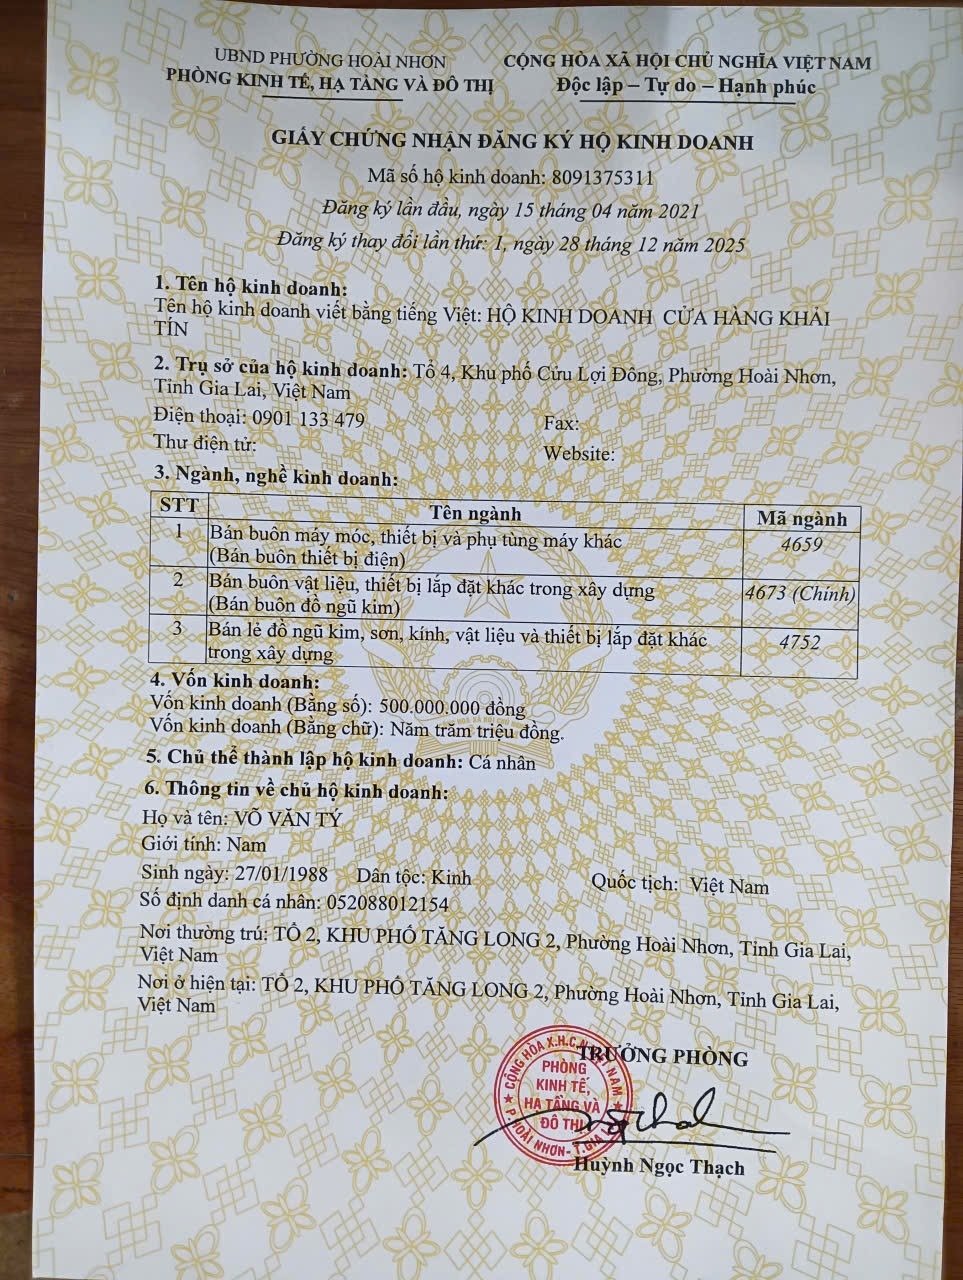 UBND PHƯỜNG HOÀI NHƠN
PHÒNG KINH TẾ, HẠ TẦNG VÀ ĐÔ THỊ
CỘNG HÒA XÃ HỘI CHỦ NGHĨA VIỆT NAM
Độc lập – Tự do – Hạnh phúc
GIẤY CHỨNG NHẬN ĐĂNG KÝ HỘ KINH DOANH
Mã số hộ kinh doanh: 8091375311
Đăng ký lần đầu, ngày 15 tháng 04 năm 2021
Đăng ký thay đổi lần thứ: 1, ngày 28 tháng 12 năm 2025
1. Tên hộ kinh doanh:
Tên hộ kinh doanh viết bằng tiếng Việt: HỘ KINH DOANH CỬA HÀNG KHẢI
TÍN
2. Trụ sở của hộ kinh doanh: Tổ 4, Khu phố Cửu Lợi Đông, Phường Hoài Nhơn,
Tỉnh Gia Lai, Việt Nam
Điện thoại: 0901 133 479 Fax:
Thư điện tử: Website:
3. Ngành, nghề kinh doanh:
STT Tên ngành Mã ngành
1 Bán buôn máy móc, thiết bị và phụ tùng máy khác 4659
(Bán buôn thiết bị điện)
2 Bán buôn vật liệu, thiết bị lắp đặt khác trong xây dựng 4673 (Chính)
(Bán buôn đồ ngũ kim)
3 Bán lẻ đồ ngũ kim, sơn, kính, vật liệu và thiết bị lắp đặt khác 4752
trong xây dựng
4. Vốn kinh doanh:
Vốn kinh doanh (Bằng số): 500.000.000 đồng
Vốn kinh doanh (Bằng chữ): Năm trăm triệu đồng.
5. Chủ thể thành lập hộ kinh doanh: Cá nhân
6. Thông tin về chủ hộ kinh doanh:
Họ và tên: VÕ VĂN TÝ
Giới tính: Nam
Sinh ngày: 27/01/1988 Dân tộc: Kinh Quốc tịch: Việt Nam
Số định danh cá nhân: 052088012154
Nơi thường trú: TỔ 2, KHU PHỐ TĂNG LONG 2, Phường Hoài Nhơn, Tỉnh Gia Lai,
Việt Nam
Nơi ở hiện tại: TỔ 2, KHU PHỐ TĂNG LONG 2, Phường Hoài Nhơn, Tỉnh Gia Lai,
Việt Nam
TRƯỞNG PHÒNG
CỘNG HÒA X.H.C.N VIỆT NAM
PHÒNG
KINH TẾ,
HẠ TẦNG VÀ
ĐÔ THỊ
P. HOÀI NHƠN - T. GIA
Huỳnh Ngọc Thạch